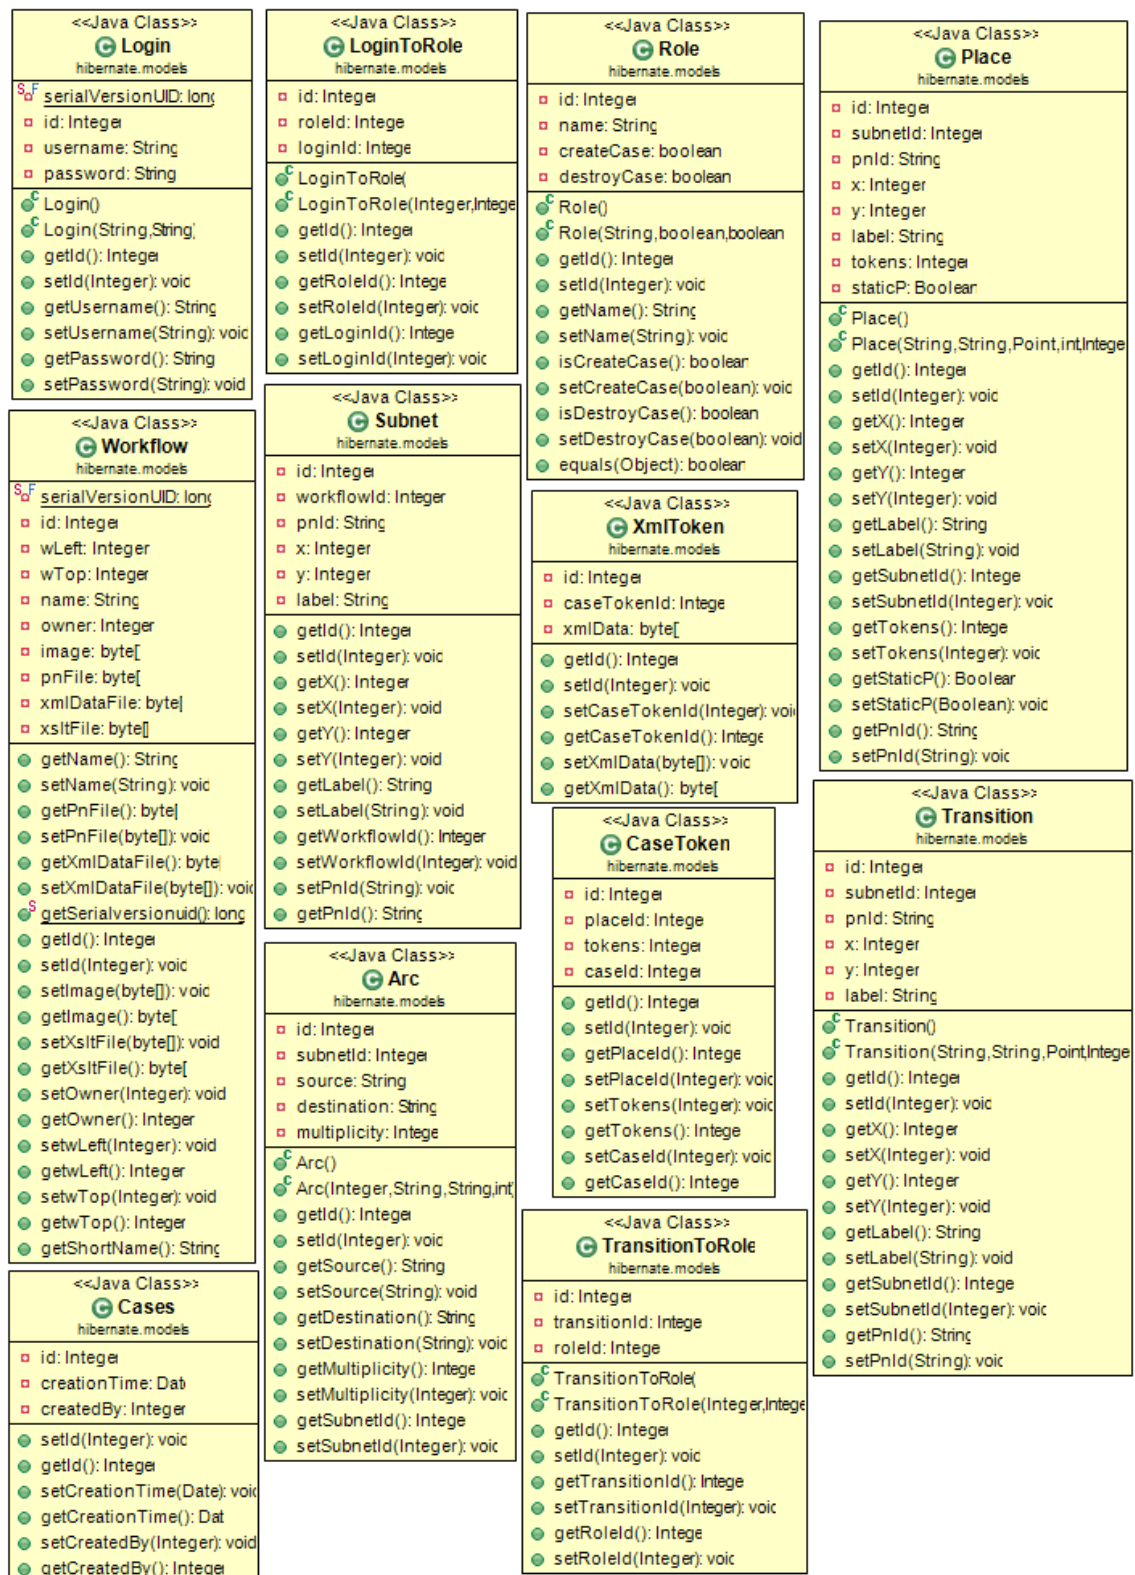 <<Java Class>>
Login
hibernate.models
serialVersionUID: long
id: Integer
username: String
password: String
Login()
Login(String,String)
getId(): Integer
setId(Integer): void
getUsername(): String
setUsername(String): void
getPassword(): String
setPassword(String): void
<<Java Class>>
Workflow
hibernate.models
serialVersionUID: long
id: Integer
wLeft: Integer
wTop: Integer
name: String
owner: Integer
image: byte[
pnFile: byte[
xmlDataFile: byte[
xsltFile: byte[]
getName(): String
setName(String): void
getPnFile(): byte[
setPnFile(byte[]): void
getXmlDataFile(): byte[
setXmlDataFile(byte[]): void
getSerialversionuid(): long
getId(): Integer
setId(Integer): void
setImage(byte[]): void
getImage(): byte[
setXsltFile(byte[]): void
getXsltFile(): byte[
setOwner(Integer): void
getOwner(): Integer
setwLeft(Integer): void
getwLeft(): Integer
setwTop(Integer): void
getwTop(): Integer
getShortName(): String
<<Java Class>>
Cases
hibernate.models
id: Integer
creationTime: Date
createdBy: Integer
setId(Integer): void
getId(): Integer
setCreationTime(Date): void
getCreationTime(): Dat
setCreatedBy(Integer): void
getCreatedBy(): Integer
<<Java Class>>
LoginToRole
hibernate.models
id: Integer
roleId: Intege
loginId: Intege
LoginToRole(
LoginToRole(Integer,Intege
getId(): Integer
setId(Integer): void
getRoleId(): Intege
setRoleId(Integer): void
getLoginId(): Intege
setLoginId(Integer): void
<<Java Class>>
Subnet
hibernate.models
id: Integer
workflowId: Integer
pnId: String
x: Integer
y: Integer
label: String
getId(): Integer
setId(Integer): void
getX(): Integer
setX(Integer): void
getY(): Integer
setY(Integer): void
getLabel(): String
setLabel(String): void
getWorkflowId(): Integer
setWorkflowId(Integer): void
setPnId(String): void
getPnId(): String
<<Java Class>>
Arc
hibernate.models
id: Integer
subnetId: Integer
source: String
destination: String
multiplicity: Intege
Arc()
Arc(Integer,String,String,int)
getId(): Integer
setId(Integer): void
getSource(): String
setSource(String): void
getDestination(): String
setDestination(String): void
getMultiplicity(): Intege
setMultiplicity(Integer): void
getSubnetId(): Intege
setSubnetId(Integer): void
<<Java Class>>
Role
hibernate.models
id: Integer
name: String
createCase: boolean
destroyCase: boolean
Role()
Role(String,boolean,boolean
getId(): Integer
setId(Integer): void
getName(): String
setName(String): void
isCreateCase(): boolean
setCreateCase(boolean): void
isDestroyCase(): boolean
setDestroyCase(boolean): void
equals(Object): boolean
<<Java Class>>
XmlToken
hibernate.models
id: Integer
caseTokenId: Intege
xmlData: byte[
getId(): Integer
setId(Integer): void
setCaseTokenId(Integer): void
getCaseTokenId(): Intege
setXmlData(byte[]): void
getXmlData(): byte[
<<Java Class>>
CaseToken
hibernate.models
id: Integer
placeId: Intege
tokens: Integer
caseId: Integer
getId(): Integer
setId(Integer): void
getPlaceId(): Intege
setPlaceId(Integer): void
setTokens(Integer): void
getTokens(): Intege
setCaseId(Integer): void
getCaseId(): Intege
<<Java Class>>
TransitionToRole
hibernate.models
id: Integer
transitionId: Intege
roleId: Intege
TransitionToRole(
TransitionToRole(Integer,Intege
getId(): Integer
setId(Integer): void
getTransitionId(): Intege
setTransitionId(Integer): void
getRoleId(): Intege
setRoleId(Integer): void
<<Java Class>>
Place
hibernate.models
id: Integer
subnetId: Integer
pnId: String
x: Integer
y: Integer
label: String
tokens: Integer
staticP: Boolean
Place()
Place(String,String,Point,int,Intege
getId(): Integer
setId(Integer): void
getX(): Integer
setX(Integer): void
getY(): Integer
setY(Integer): void
getLabel(): String
setLabel(String): void
getSubnetId(): Intege
setSubnetId(Integer): void
getTokens(): Intege
setTokens(Integer): void
getStaticP(): Boolean
setStaticP(Boolean): void
getPnId(): String
setPnId(String): void
<<Java Class>>
Transition
hibernate.models
id: Integer
subnetId: Integer
pnId: String
x: Integer
y: Integer
label: String
Transition()
Transition(String,String,Point,Intege
getId(): Integer
setId(Integer): void
getX(): Integer
setX(Integer): void
getY(): Integer
setY(Integer): void
getLabel(): String
setLabel(String): void
getSubnetId(): Intege
setSubnetId(Integer): void
getPnId(): String
setPnId(String): void